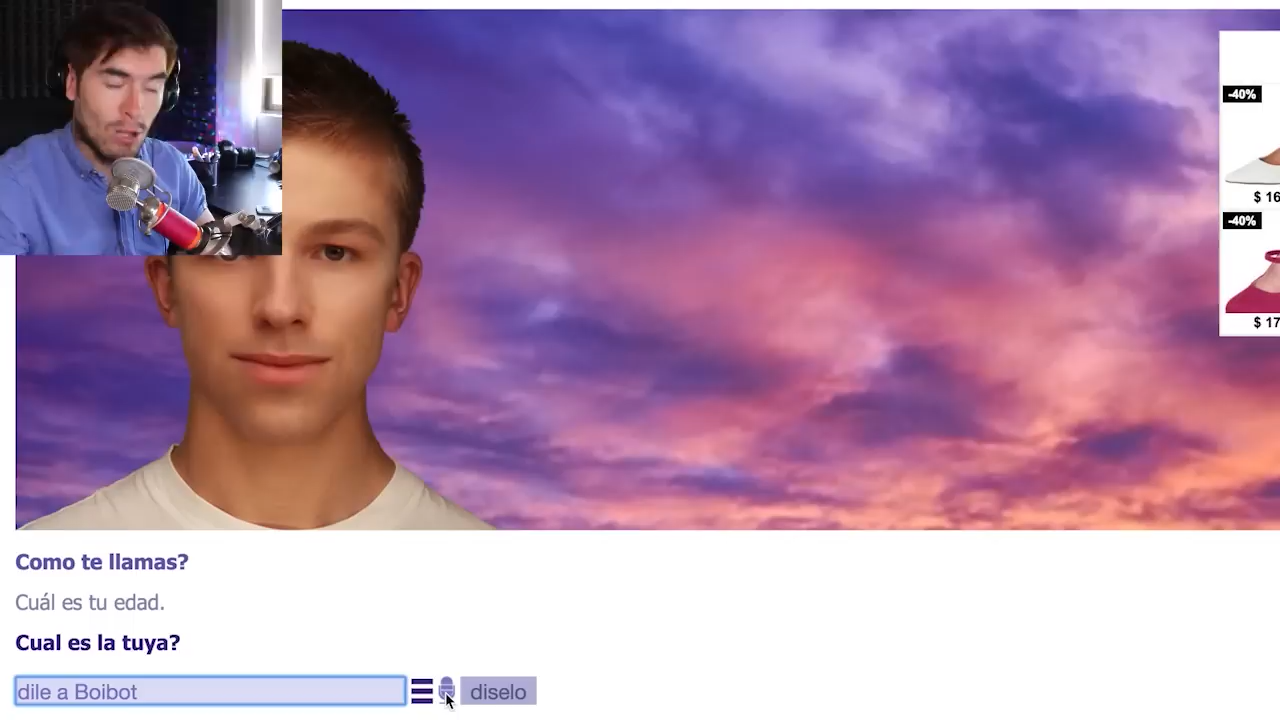 -40%
$ 16
-40%
$ 17
Como te llamas?
Cuál es tu edad.
Cual es la tuya?
dile a Boibot
diselo